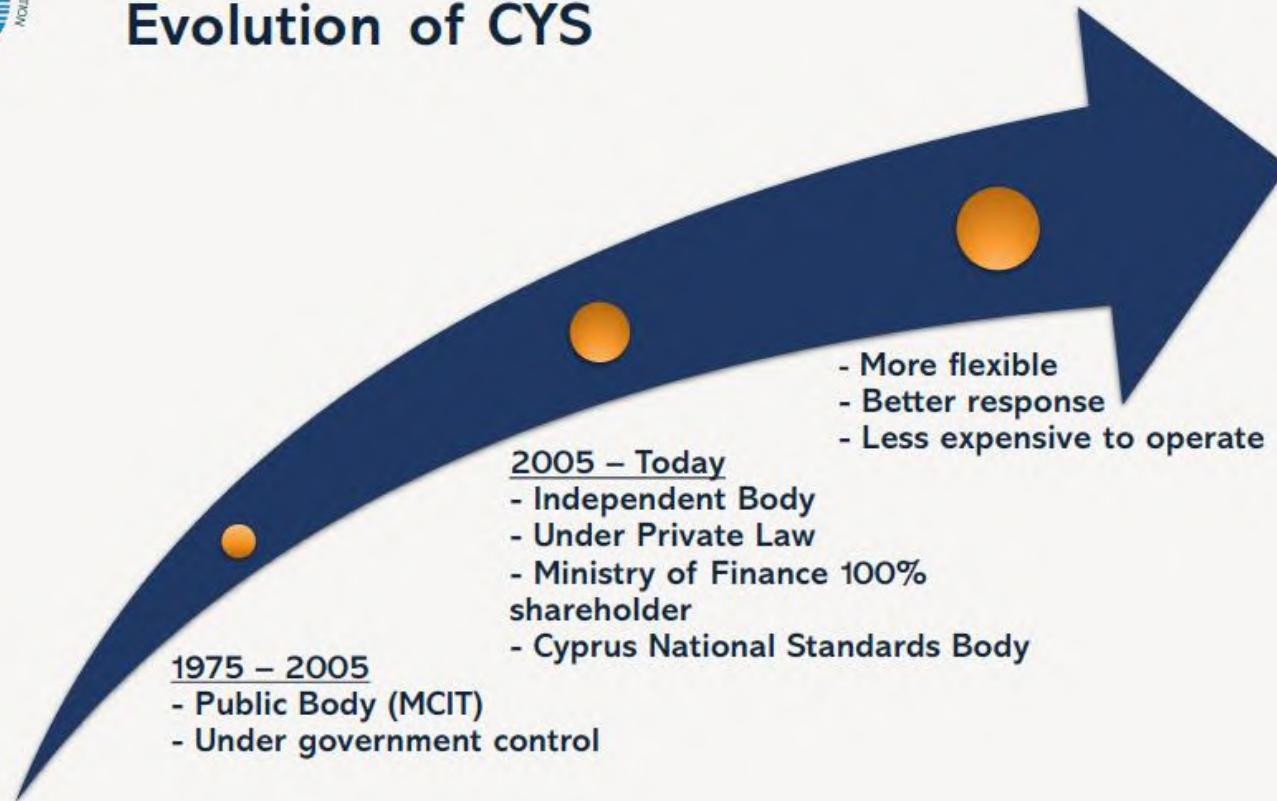 Evolution of CYS
- More flexible
- Better response
- Less expensive to operate
2005 – Today
- Independent Body
- Under Private Law
- Ministry of Finance 100%
shareholder
- Cyprus National Standards Body
1975 – 2005
- Public Body (MCIT)
- Under government control